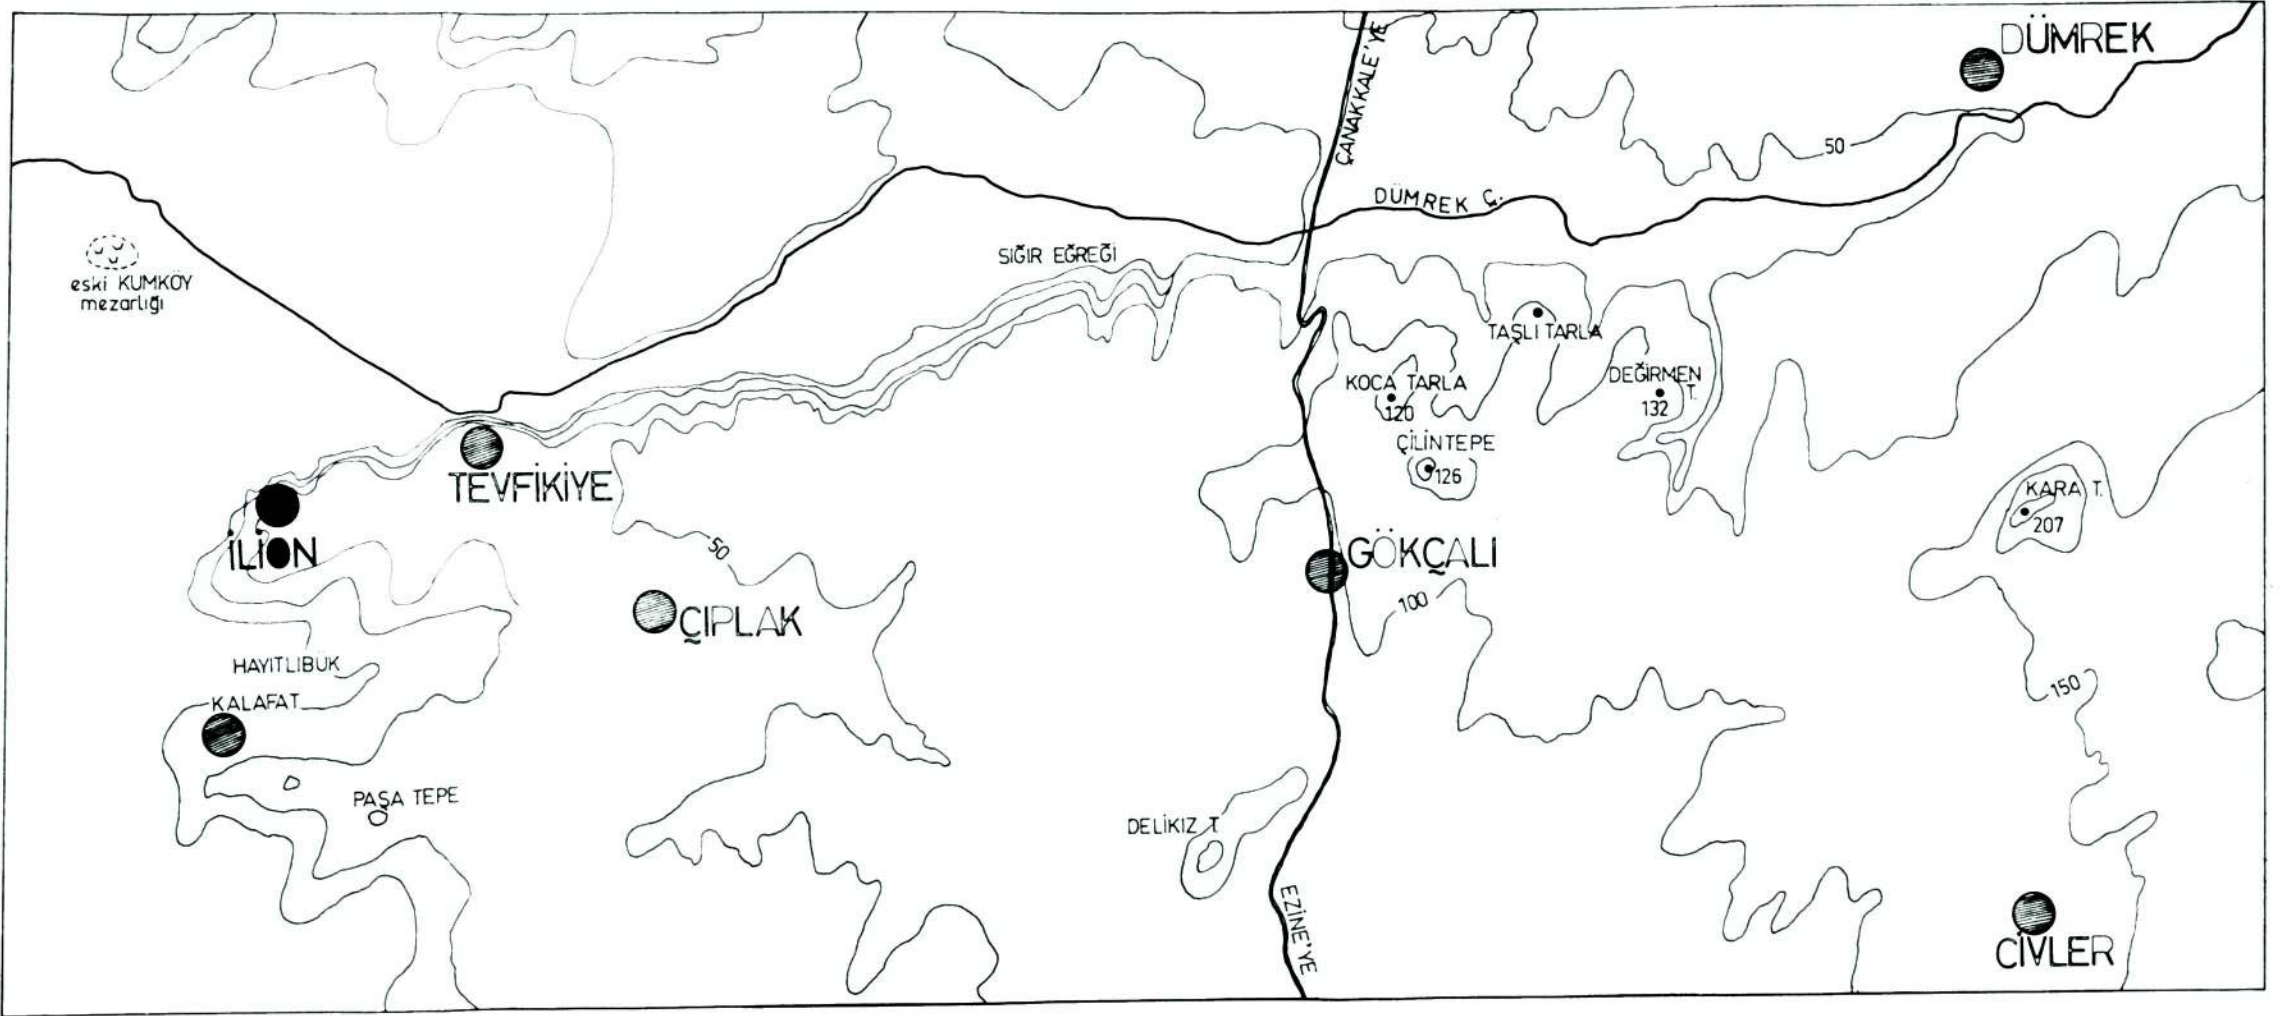 DÜMREK
ÇANAKKALE'YE
50
DÜMREK Ç.
SIĞIR EĞREĞİ
eski KUMKÖY
mezarlığı
TAŞLI TARLA
KOCA TARLA
120
DEĞİRMEN
T.
132
ÇİLİNTEPE
126
TEVFİKİYE
KARA T.
207
İLİON
50
GÖKÇALI
100
ÇIPLAK
HAYITLIBÜK
KALAFAT
150
PAŞA TEPE
DELİKIZ T.
EZİNE'YE
CİVLER